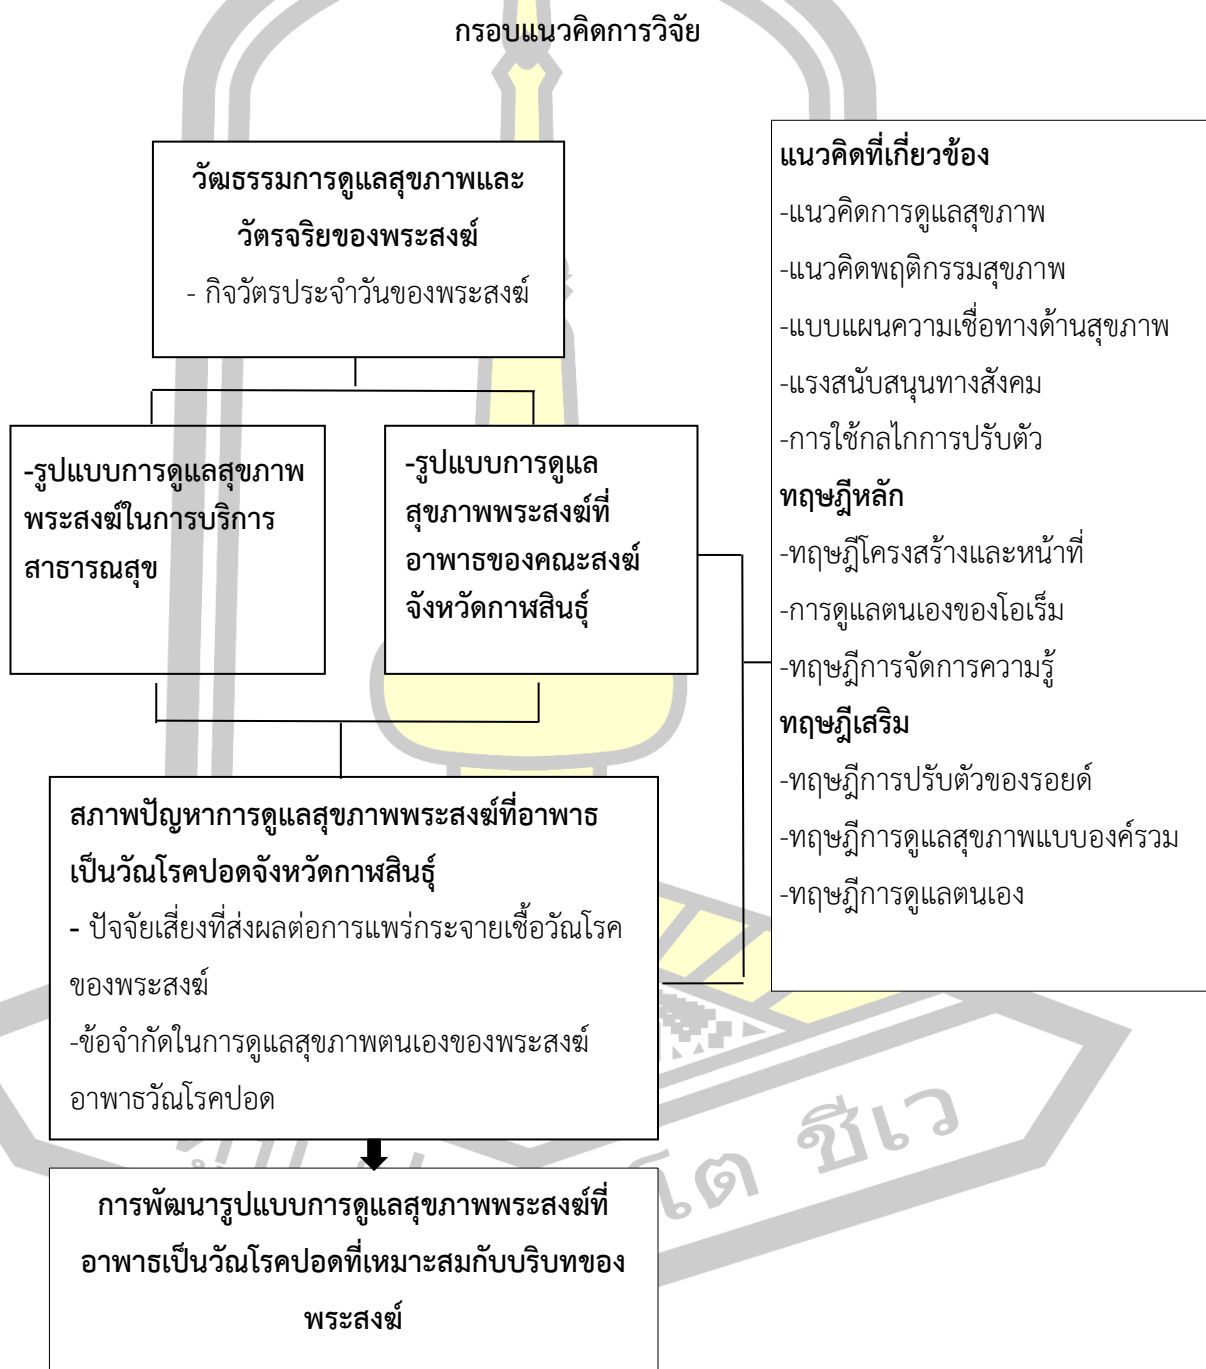 กรอบแนวคิดการวิจัย
วัฒธรรมการดูแลสุขภาพและ
วัตรจริยของพระสงฆ์
- กิจวัตรประจำวันของพระสงฆ์
-รูปแบบการดูแลสุขภาพ
พระสงฆ์ในการบริการ
สาธารณสุข
-รูปแบบการดูแล
สุขภาพพระสงฆ์ที่
อาพาธของคณะสงฆ์
จังหวัดกาฬสินธุ์
แนวคิดที่เกี่ยวข้อง
-แนวคิดการดูแลสุขภาพ
-แนวคิดพฤติกรรมสุขภาพ
-แบบแผนความเชื่อทางด้านสุขภาพ
-แรงสนับสนุนทางสังคม
-การใช้กลไกการปรับตัว
ทฤษฎีหลัก
-ทฤษฎีโครงสร้างและหน้าที่
-การดูแลตนเองของโอเร็ม
-ทฤษฎีการจัดการความรู้
ทฤษฎีเสริม
-ทฤษฎีการปรับตัวของรอยด์
-ทฤษฎีการดูแลสุขภาพแบบองค์รวม
-ทฤษฎีการดูแลตนเอง
สภาพปัญหาการดูแลสุขภาพพระสงฆ์ที่อาพาธ
เป็นวัณโรคปอดจังหวัดกาฬสินธุ์
- ปัจจัยเสี่ยงที่ส่งผลต่อการแพร่กระจายเชื้อวัณโรค
ของพระสงฆ์
-ข้อจำกัดในการดูแลสุขภาพตนเองของพระสงฆ์
อาพาธวัณโรคปอด
การพัฒนารูปแบบการดูแลสุขภาพพระสงฆ์ที่
อาพาธเป็นวัณโรคปอดที่เหมาะสมกับบริบทของ
พระสงฆ์
โต ชีเว